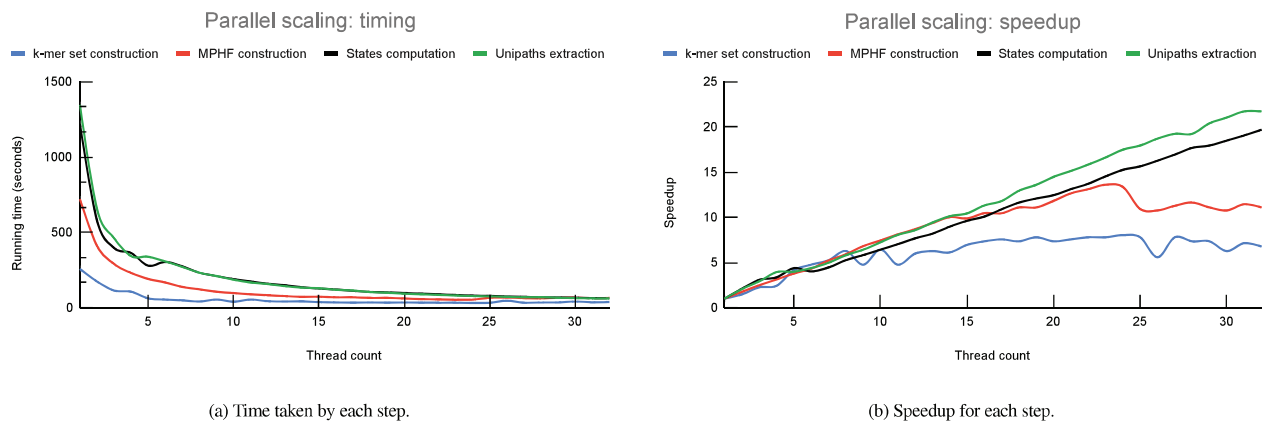 Parallel scaling: timing
k-mer set construction MPHF construction States computation Unipaths extraction
1500
1000
500
0
Running time (seconds)
5 10 15 20 25 30
Thread count
(a) Time taken by each step.
Parallel scaling: speedup
k-mer set construction MPHF construction States computation Unipaths extraction
25
20
15
10
5
0
Speedup
5 10 15 20 25 30
Thread count
(b) Speedup for each step.